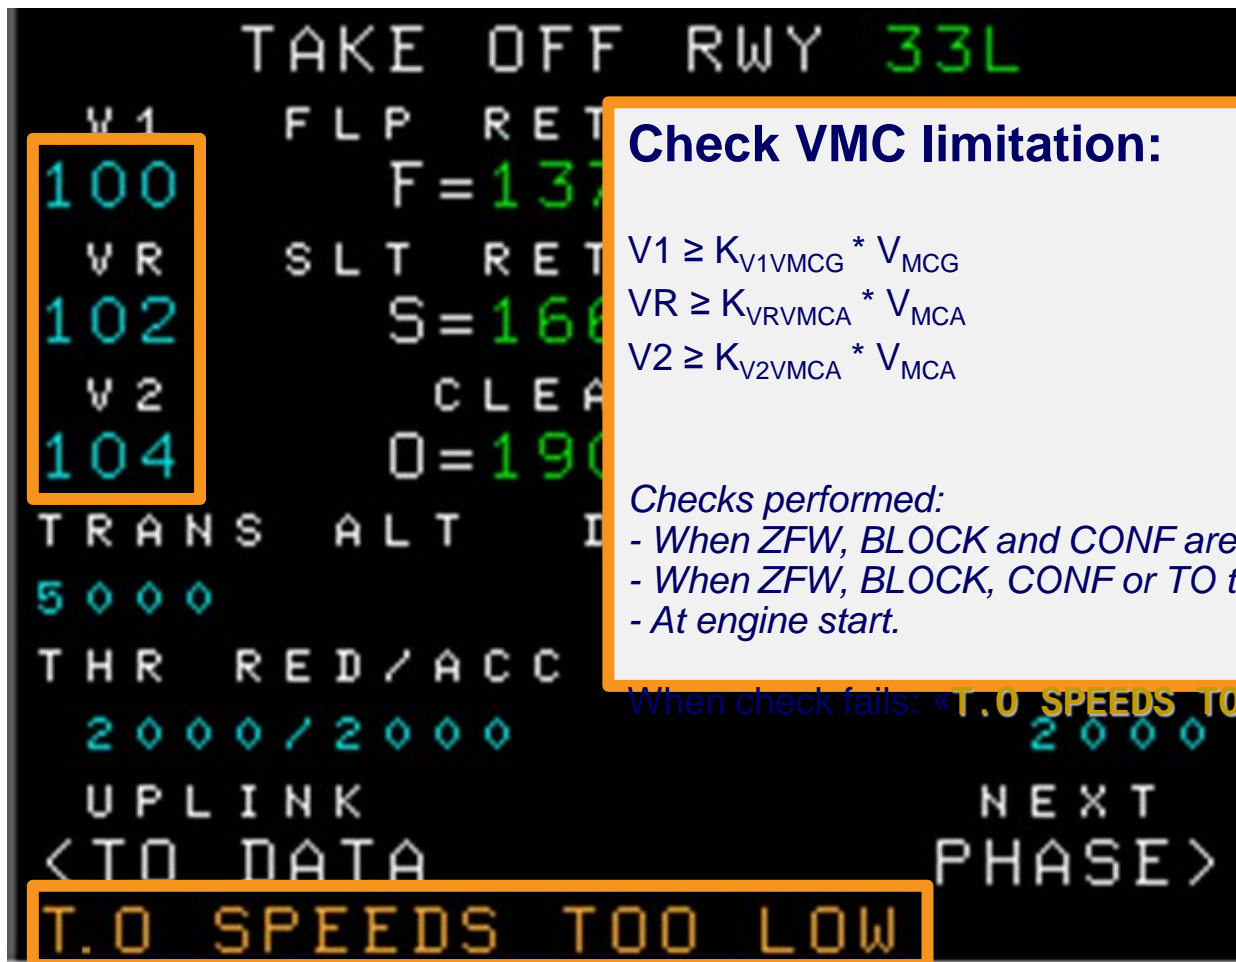 TAKE OFF RWY 33L
V1 FLP RET
100 F=137
VR SLT RET
102 S=166
V2 CLEA
104 O=190
TRANS ALT D
5000
THR RED/ACC
2000/2000 2000
UPLINK NEXT
<TO DATA PHASE>
T.O SPEEDS TOO LOW
Check VMC limitation:
V1 ≥ KV1VMCG * VMCG
VR ≥ KVRVMCA * VMCA
V2 ≥ KV2VMCA * VMCA
Checks performed:
- When ZFW, BLOCK and CONF are
- When ZFW, BLOCK, CONF or TO t
- At engine start.
When check fails: «T.O SPEEDS TO